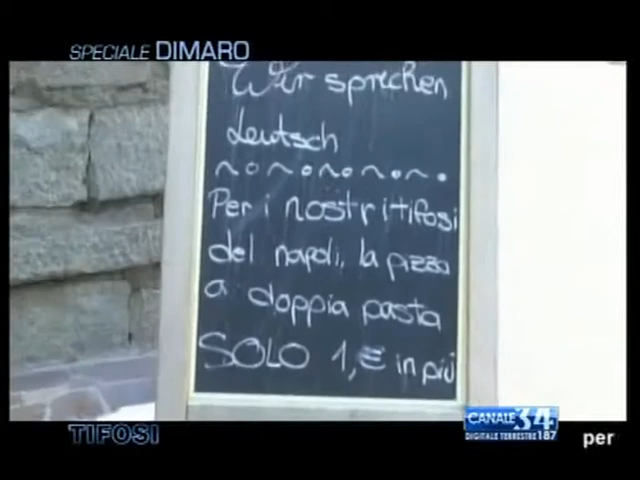 SPECIALE DIMARO
Wir sprechen
deutsch
Per i nostri tifosi
del napoli, la pizza
a doppia pasta
SOLO 1,€ in più
TIFOSI
CANALE 34
DIGITALE TERRESTRE 187
per